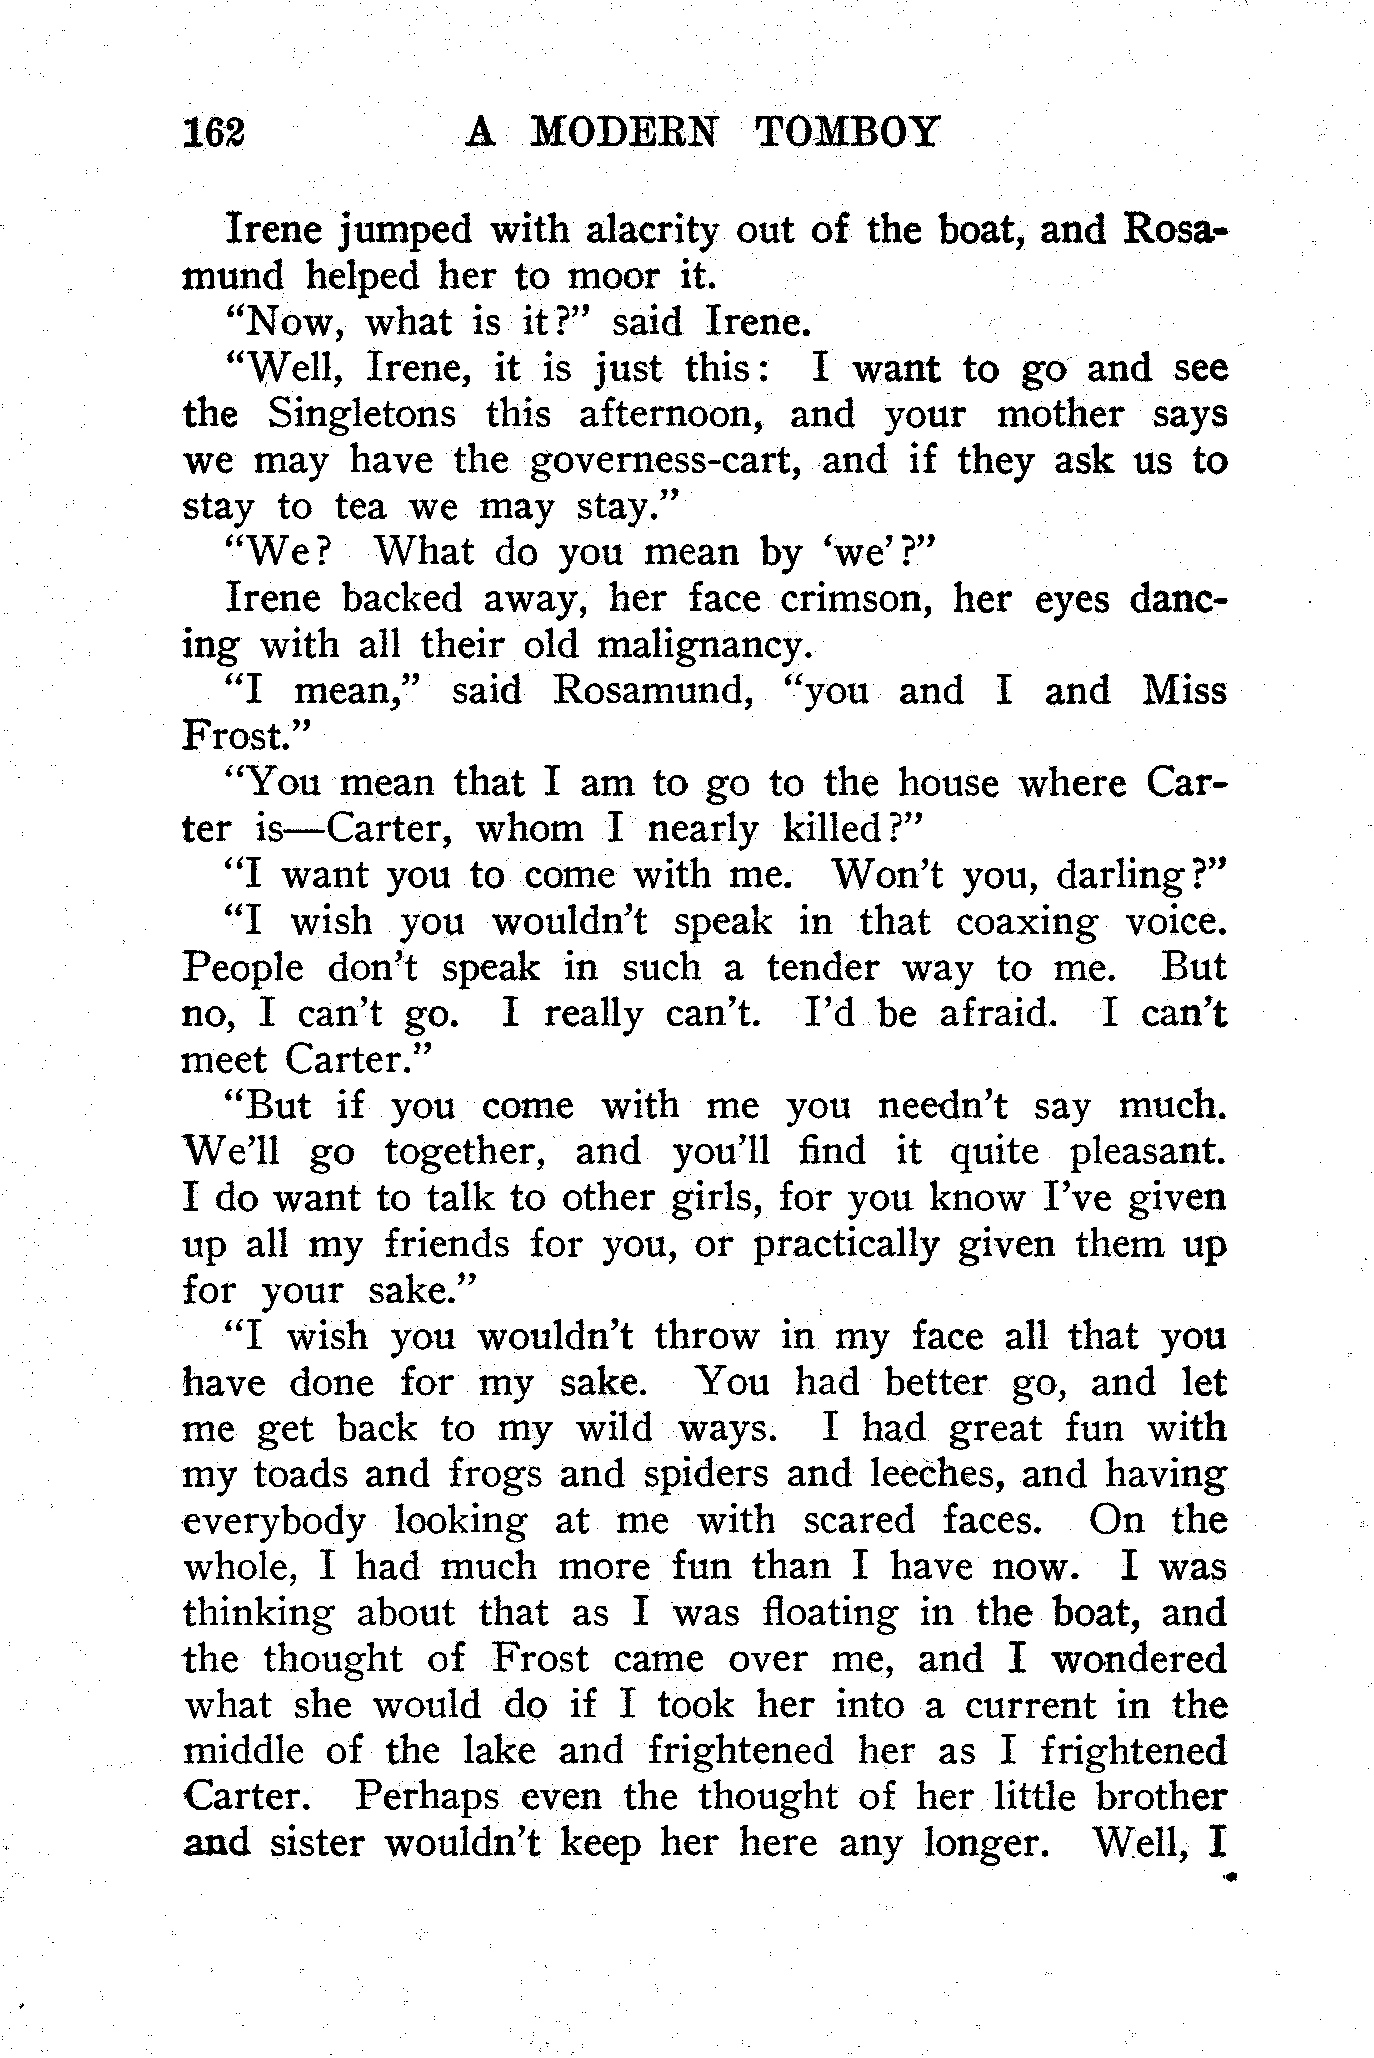 162 A MODERN TOMBOY
Irene jumped with alacrity out of the boat, and Rosa-
mund helped her to moor it.
“Now, what is it?” said Irene.
“Well, Irene, it is just this: I want to go and see
the Singletons this afternoon, and your mother says
we may have the governess-cart, and if they ask us to
stay to tea we may stay.”
“We? What do you mean by ‘we’?”
Irene backed away, her face crimson, her eyes danc-
ing with all their old malignancy.
“I mean,” said Rosamund, “you and I and Miss
Frost.”
“You mean that I am to go to the house where Car-
ter is—Carter, whom I nearly killed?”
“I want you to come with me. Won’t you, darling?”
“I wish you wouldn’t speak in that coaxing voice.
People don’t speak in such a tender way to me. But
no, I can’t go. I really can’t. I’d be afraid. I can’t
meet Carter.”
“But if you come with me you needn’t say much.
We’ll go together, and you’ll find it quite pleasant.
I do want to talk to other girls, for you know I’ve given
up all my friends for you, or practically given them up
for your sake.”
“I wish you wouldn’t throw in my face all that you
have done for my sake. You had better go, and let
me get back to my wild ways. I had great fun with
my toads and frogs and spiders and leeches, and having
everybody looking at me with scared faces. On the
whole, I had much more fun than I have now. I was
thinking about that as I was floating in the boat, and
the thought of Frost came over me, and I wondered
what she would do if I took her into a current in the
middle of the lake and frightened her as I frightened
Carter. Perhaps even the thought of her little brother
and sister wouldn’t keep her here any longer. Well, I